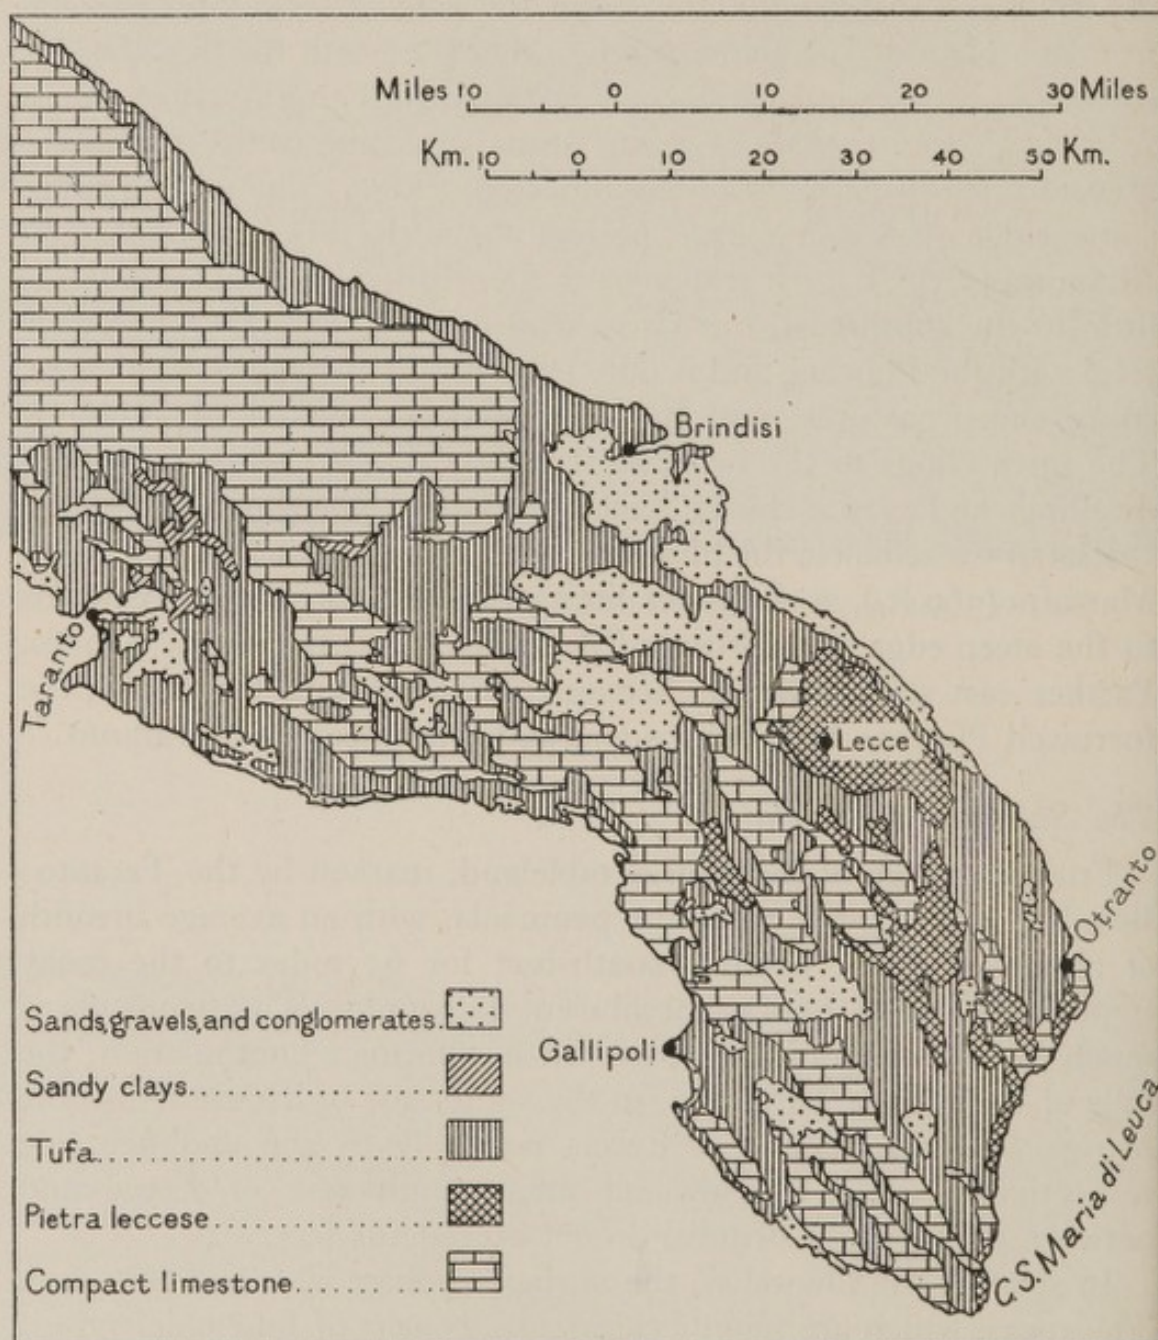 Miles 10 0 10 20 30 Miles
Km. 10 0 10 20 30 40 50 Km.
Brindisi
Taranto
Lecce
Otranto
Gallipoli
C. S. Maria di Leuca
Sands, gravels, and conglomerates.
Sandy clays
Tufa
Pietra leccese
Compact limestone